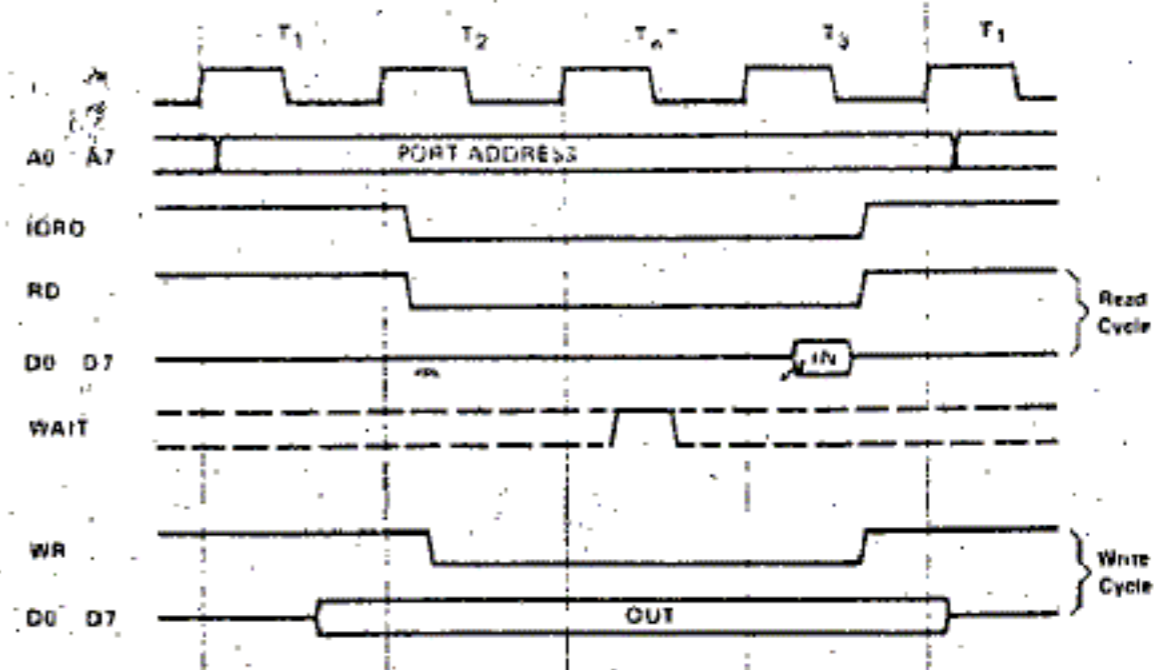 T1 T2 T3 T1
A0 A7 PORT ADDRESS
IORQ
RD
Read
Cycle
D0 D7 IN
WAIT
WR
Write
Cycle
D0 D7 OUT